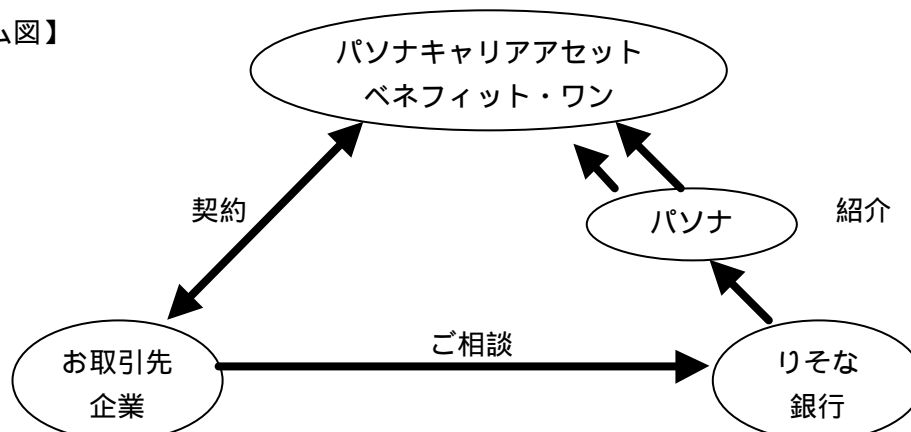 ム図】
パソナキャリアアセット
ベネフィット・ワン
契約
パソナ
紹介
ご相談
お取引先
企業
りそな
銀行